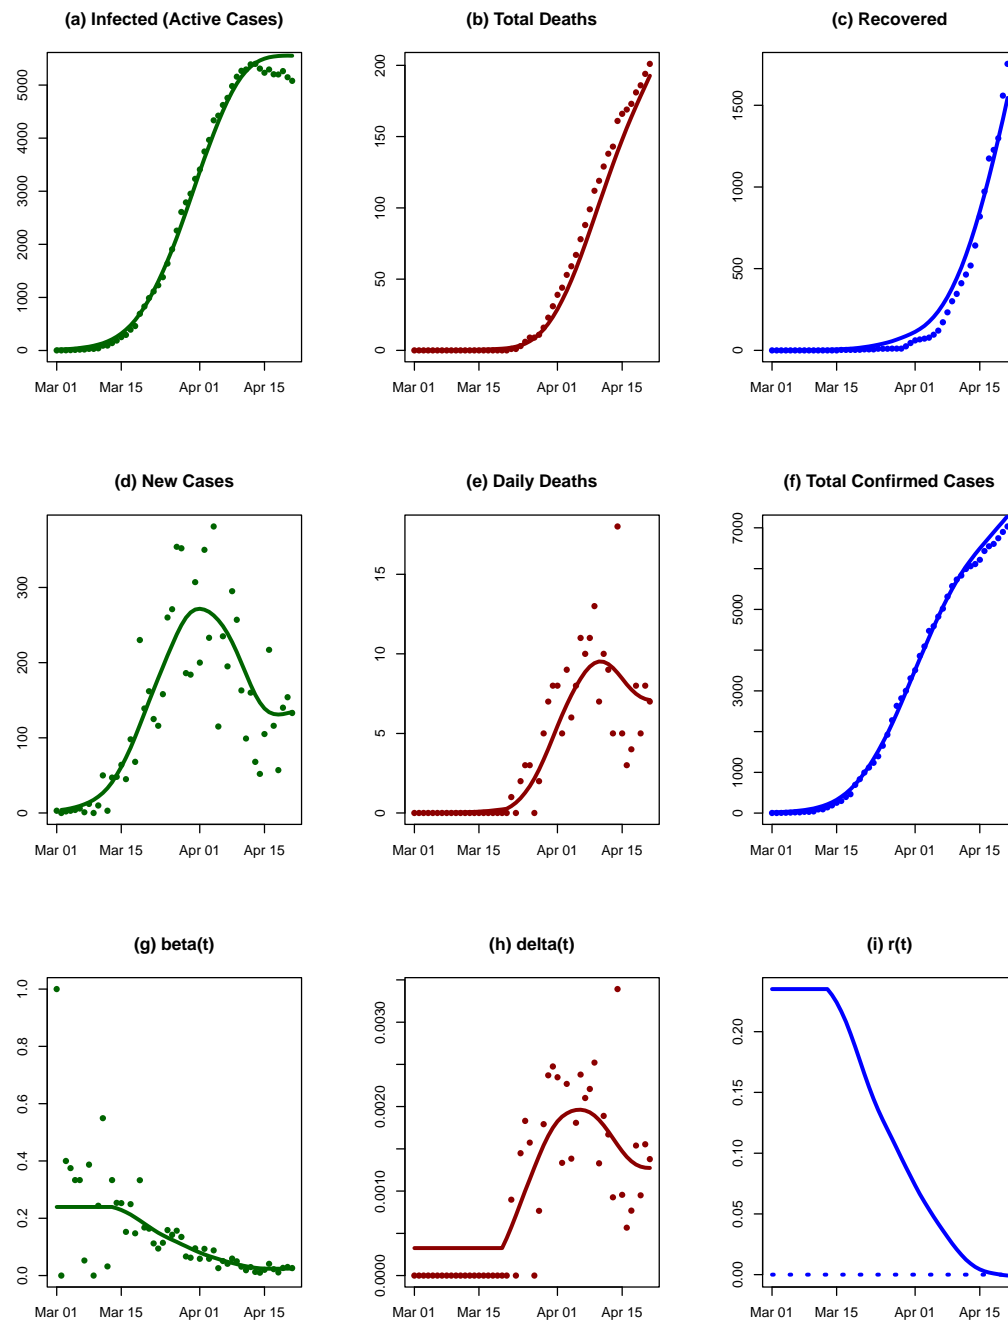 (a) Infected (Active Cases)
0
1000
2000
3000
4000
5000
Mar 01
Mar 15
Apr 01
Apr 15
(b) Total Deaths
0
50
100
150
200
Mar 01
Mar 15
Apr 01
Apr 15
(c) Recovered
0
500
1000
1500
Mar 01
Mar 15
Apr 01
Apr 15
(d) New Cases
0
100
200
300
Mar 01
Mar 15
Apr 01
Apr 15
(e) Daily Deaths
0
5
10
15
Mar 01
Mar 15
Apr 01
Apr 15
(f) Total Confirmed Cases
0
1000
3000
5000
7000
Mar 01
Mar 15
Apr 01
Apr 15
(g) beta(t)
0.0
0.2
0.4
0.6
0.8
1.0
Mar 01
Mar 15
Apr 01
Apr 15
(h) delta(t)
0.0000
0.0010
0.0020
0.0030
Mar 01
Mar 15
Apr 01
Apr 15
(i) r(t)
0.00
0.05
0.10
0.15
0.20
Mar 01
Mar 15
Apr 01
Apr 15